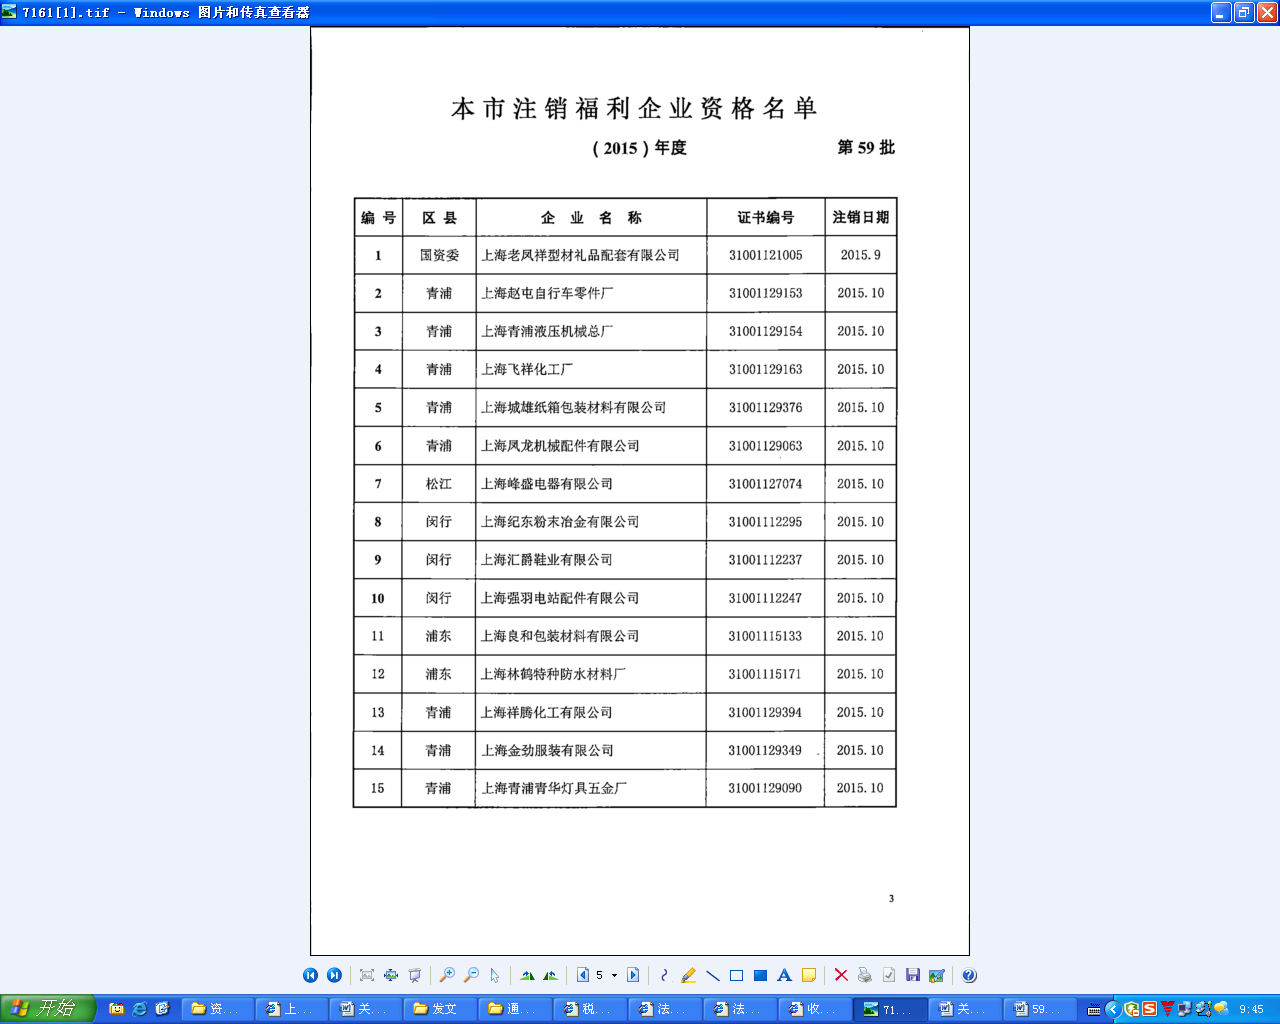 7161[1].tif - Windows 图片和传真查看器
本市注销福利企业资格名单
（2015）年度 第 59 批
编号 区县 企业名称 证书编号 注销日期
1 国资委 上海老凤祥型材礼品配套有限公司 31001121005 2015.9
2 青浦 上海赵屯自行车零件厂 31001129153 2015.10
3 青浦 上海青浦液压机械总厂 31001129154 2015.10
4 青浦 上海飞祥化工厂 31001129163 2015.10
5 青浦 上海城雄纸箱包装材料有限公司 31001129376 2015.10
6 青浦 上海凤龙机械配件有限公司 31001129063 2015.10
7 松江 上海峰盛电器有限公司 31001127074 2015.10
8 闵行 上海纪东粉末冶金有限公司 31001112295 2015.10
9 闵行 上海汇爵鞋业有限公司 31001112237 2015.10
10 闵行 上海强羽电站配件有限公司 31001112247 2015.10
11 浦东 上海良和包装材料有限公司 31001115133 2015.10
12 浦东 上海林鹤特种防水材料厂 31001115171 2015.10
13 青浦 上海祥腾化工有限公司 31001129394 2015.10
14 青浦 上海金劲服装有限公司 31001129349 2015.10
15 青浦 上海青浦青华灯具五金厂 31001129090 2015.10
3
5
开始 资... 上... 关... 发文 通... 税... 法... 法... 收... 71... 关... 59... 9:45